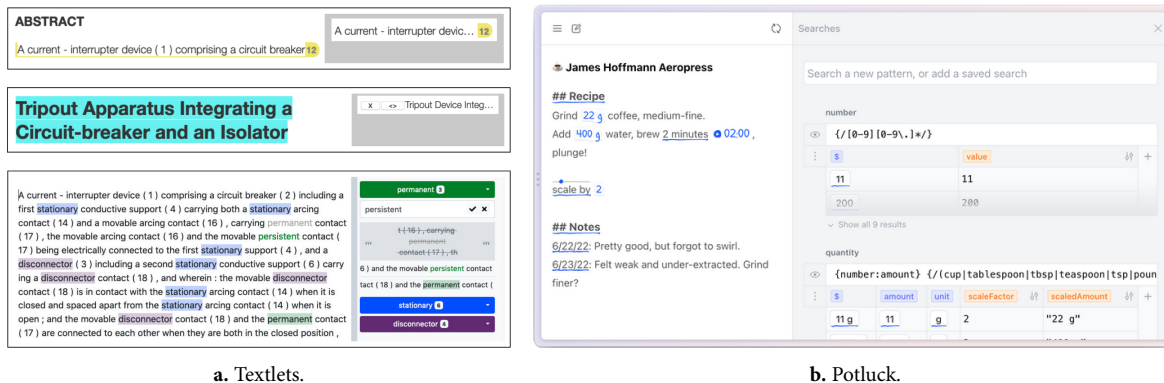 ABSTRACT
A current - interrupter device ( 1 ) comprising a circuit breaker 12
A current - interrupter devic... 12
Tripout Apparatus Integrating a
Circuit-breaker and an Isolator
X <> Tripout Device Integ...
A current - interrupter device ( 1 ) comprising a circuit breaker ( 2 ) including a
first stationary conductive support ( 4 ) carrying both a stationary arcing
contact ( 14 ) and a movable arcing contact ( 16 ) , carrying permanent contact
( 17 ) , the movable arcing contact ( 16 ) and the movable persistent contact (
17 ) being electrically connected to the first stationary support ( 4 ) , and a
disconnector ( 3 ) including a second stationary conductive support ( 6 ) carry
ing a disconnector contact ( 18 ) , and wherein : the movable disconnector
contact ( 18 ) is in contact with the stationary arcing contact ( 14 ) when it is
closed and spaced apart from the stationary arcing contact ( 14 ) when it is
open ; and the movable disconnector contact ( 18 ) and the permanent contact
( 17 ) are connected to each other when they are both in the closed position ,
permanent 3
persistent
t ( 16 ) , carrying
permanent
contact ( 17 ) , th
6 ) and the movable persistent contact
tact ( 18 ) and the permanent contact (
stationary 6
disconnector 4
a. Textlets.
☕ James Hoffmann Aeropress
## Recipe
Grind 22 g coffee, medium-fine.
Add 400 g water, brew 2 minutes 02:00 ,
plunge!
scale by 2
## Notes
6/22/22: Pretty good, but forgot to swirl.
6/23/22: Felt weak and under-extracted. Grind
finer?
Searches
Search a new pattern, or add a saved search
number
{/[0-9][0-9\.]*/}
$ value
11 11
200 200
Show all 9 results
quantity
{number:amount} {/(cup|tablespoon|tbsp|teaspoon|tsp|poun
$ amount unit scaleFactor scaledAmount
11 g 11 g 2 "22 g"
b. Potluck.